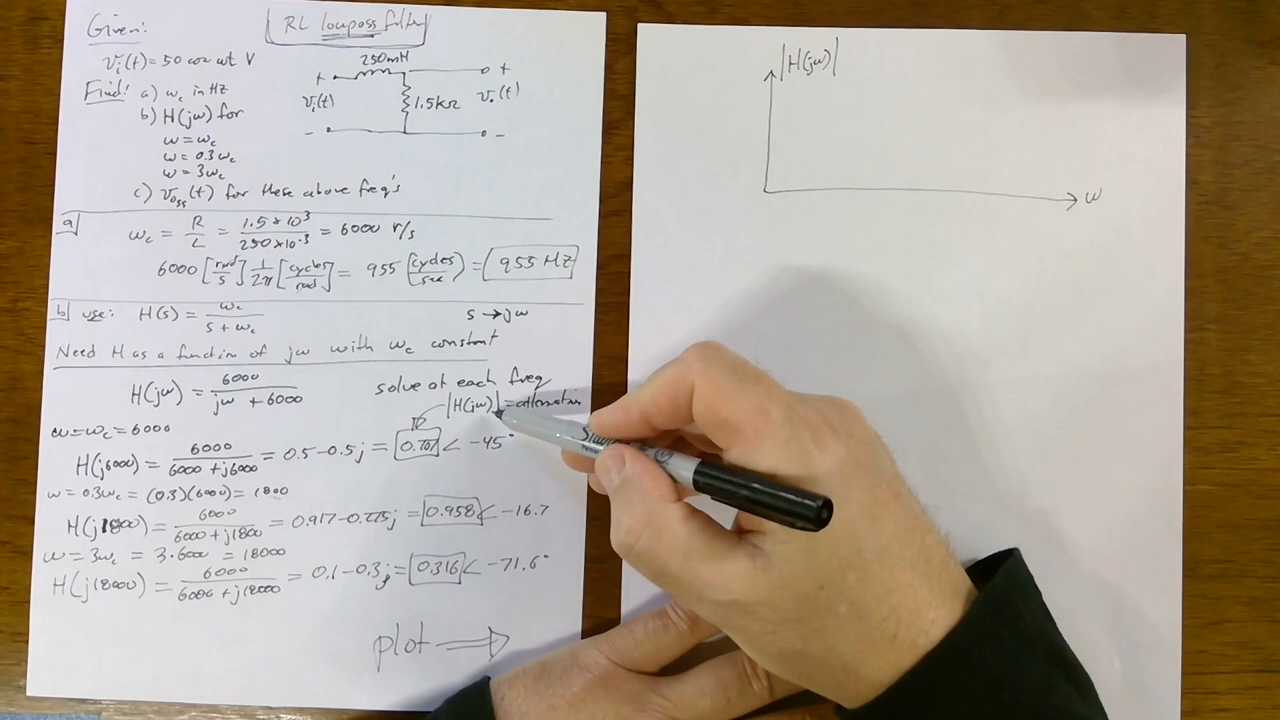 Given:
RL lowpass filter
vi(t) = 50 cos ωt V
Find: a) ωc in Hz
b) H(jω) for
ω = ωc
ω = 0.3ωc
ω = 3ωc
c) voss(t) for these above freq's
250mH
+ +
vi(t) 1.5kΩ vo(t)
- -
a] ωc = R/L = 1.5×10^3 / 250×10^-3 = 6000 r/s
6000 [rad/s] 1/2π [cycles/rad] = 955 (cycles/sec) = 955 Hz
b] use: H(s) = ωc / s + ωc s → jω
Need H as a function of jω with ωc constant
H(jω) = 6000 / jω + 6000 solve at each freq
|H(jω)| = attenuation
ω = ωc = 6000
H(j6000) = 6000 / 6000 + j6000 = 0.5 - 0.5j = 0.707 < -45°
ω = 0.3ωc = (0.3)(6000) = 1800
H(j1800) = 6000 / 6000 + j1800 = 0.917 - 0.275j = 0.958 < -16.7
ω = 3ωc = 3·6000 = 18000
H(j18000) = 6000 / 6000 + j18000 = 0.1 - 0.3j = 0.316 < -71.6°
plot ⟹
|H(jω)|
ω